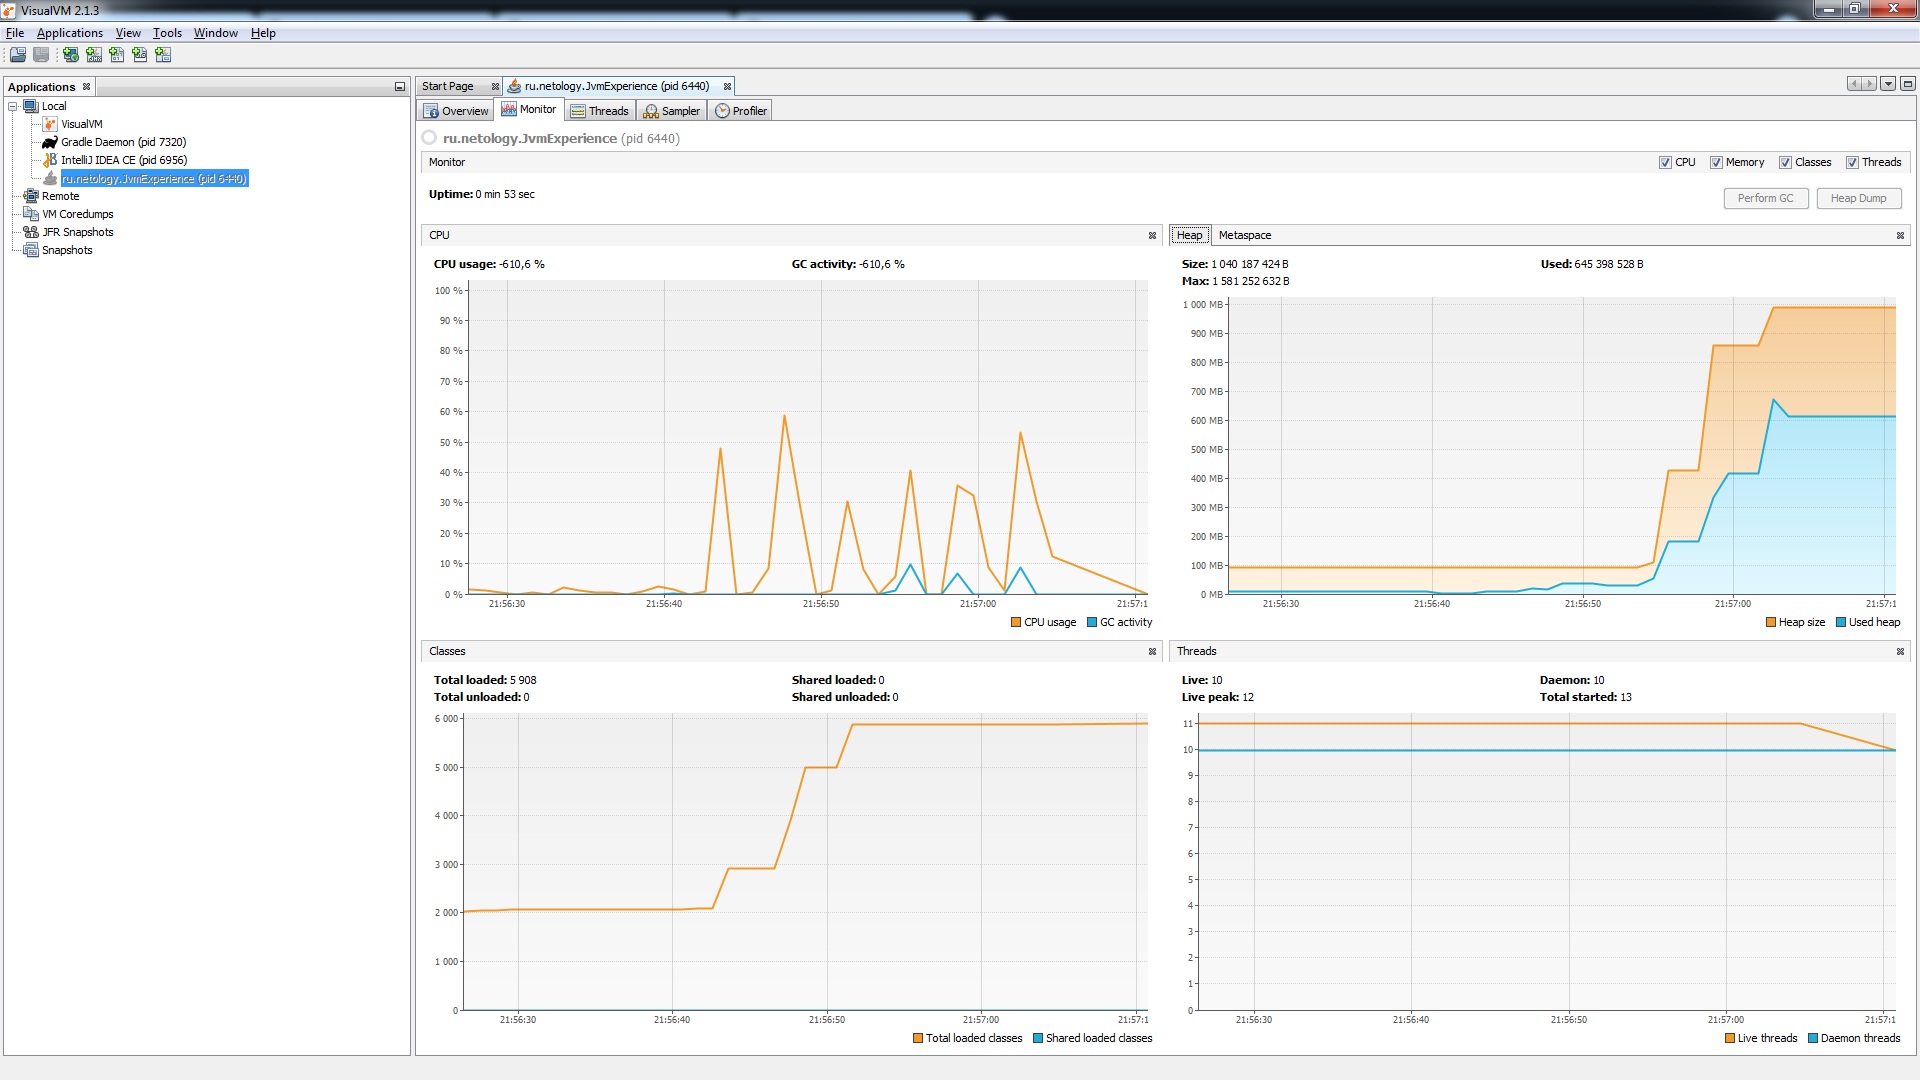 VisualVM 2.1.3
File Applications View Tools Window Help
Applications
Local
VisualVM
Gradle Daemon (pid 7320)
IntelliJ IDEA CE (pid 6956)
ru.netology.JvmExperience (pid 6440)
Remote
VM Coredumps
JFR Snapshots
Snapshots
Start Page ru.netology.JvmExperience (pid 6440)
Overview Monitor Threads Sampler Profiler
ru.netology.JvmExperience (pid 6440)
Monitor CPU Memory Classes Threads
Uptime: 0 min 53 sec Perform GC Heap Dump
CPU
CPU usage: -610,6 % GC activity: -610,6 %
100 %
90 %
80 %
70 %
60 %
50 %
40 %
30 %
20 %
10 %
0 %
21:56:30 21:56:40 21:56:50 21:57:00 21:57:1
CPU usage GC activity
Heap Metaspace
Size: 1 040 187 424 B Used: 645 398 528 B
Max: 1 581 252 632 B
1 000 MB
900 MB
800 MB
700 MB
600 MB
500 MB
400 MB
300 MB
200 MB
100 MB
0 MB
21:56:30 21:56:40 21:56:50 21:57:00 21:57:1
Heap size Used heap
Classes
Total loaded: 5 908 Shared loaded: 0
Total unloaded: 0 Shared unloaded: 0
6 000
5 000
4 000
3 000
2 000
1 000
0
21:56:30 21:56:40 21:56:50 21:57:00 21:57:1
Total loaded classes Shared loaded classes
Threads
Live: 10 Daemon: 10
Live peak: 12 Total started: 13
11
10
9
8
7
6
5
4
3
2
1
0
21:56:30 21:56:40 21:56:50 21:57:00 21:57:1
Live threads Daemon threads